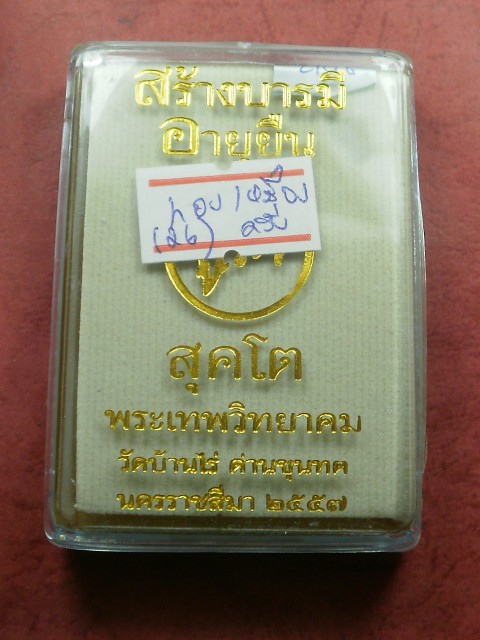 สร้างบารมี
อายุยืน
สุคโต
พระเทพวิทยาคม
วัดบ้านไร่ ด่านขุนทด
นครราชสีมา ๒๕๕๗